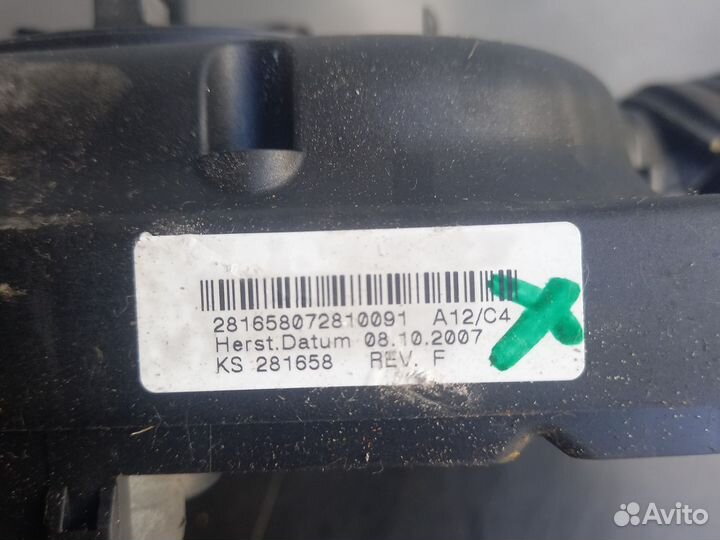 281658072810091 A12/C4
Herst.Datum 08.10.2007
KS 281658 REV F
Avito